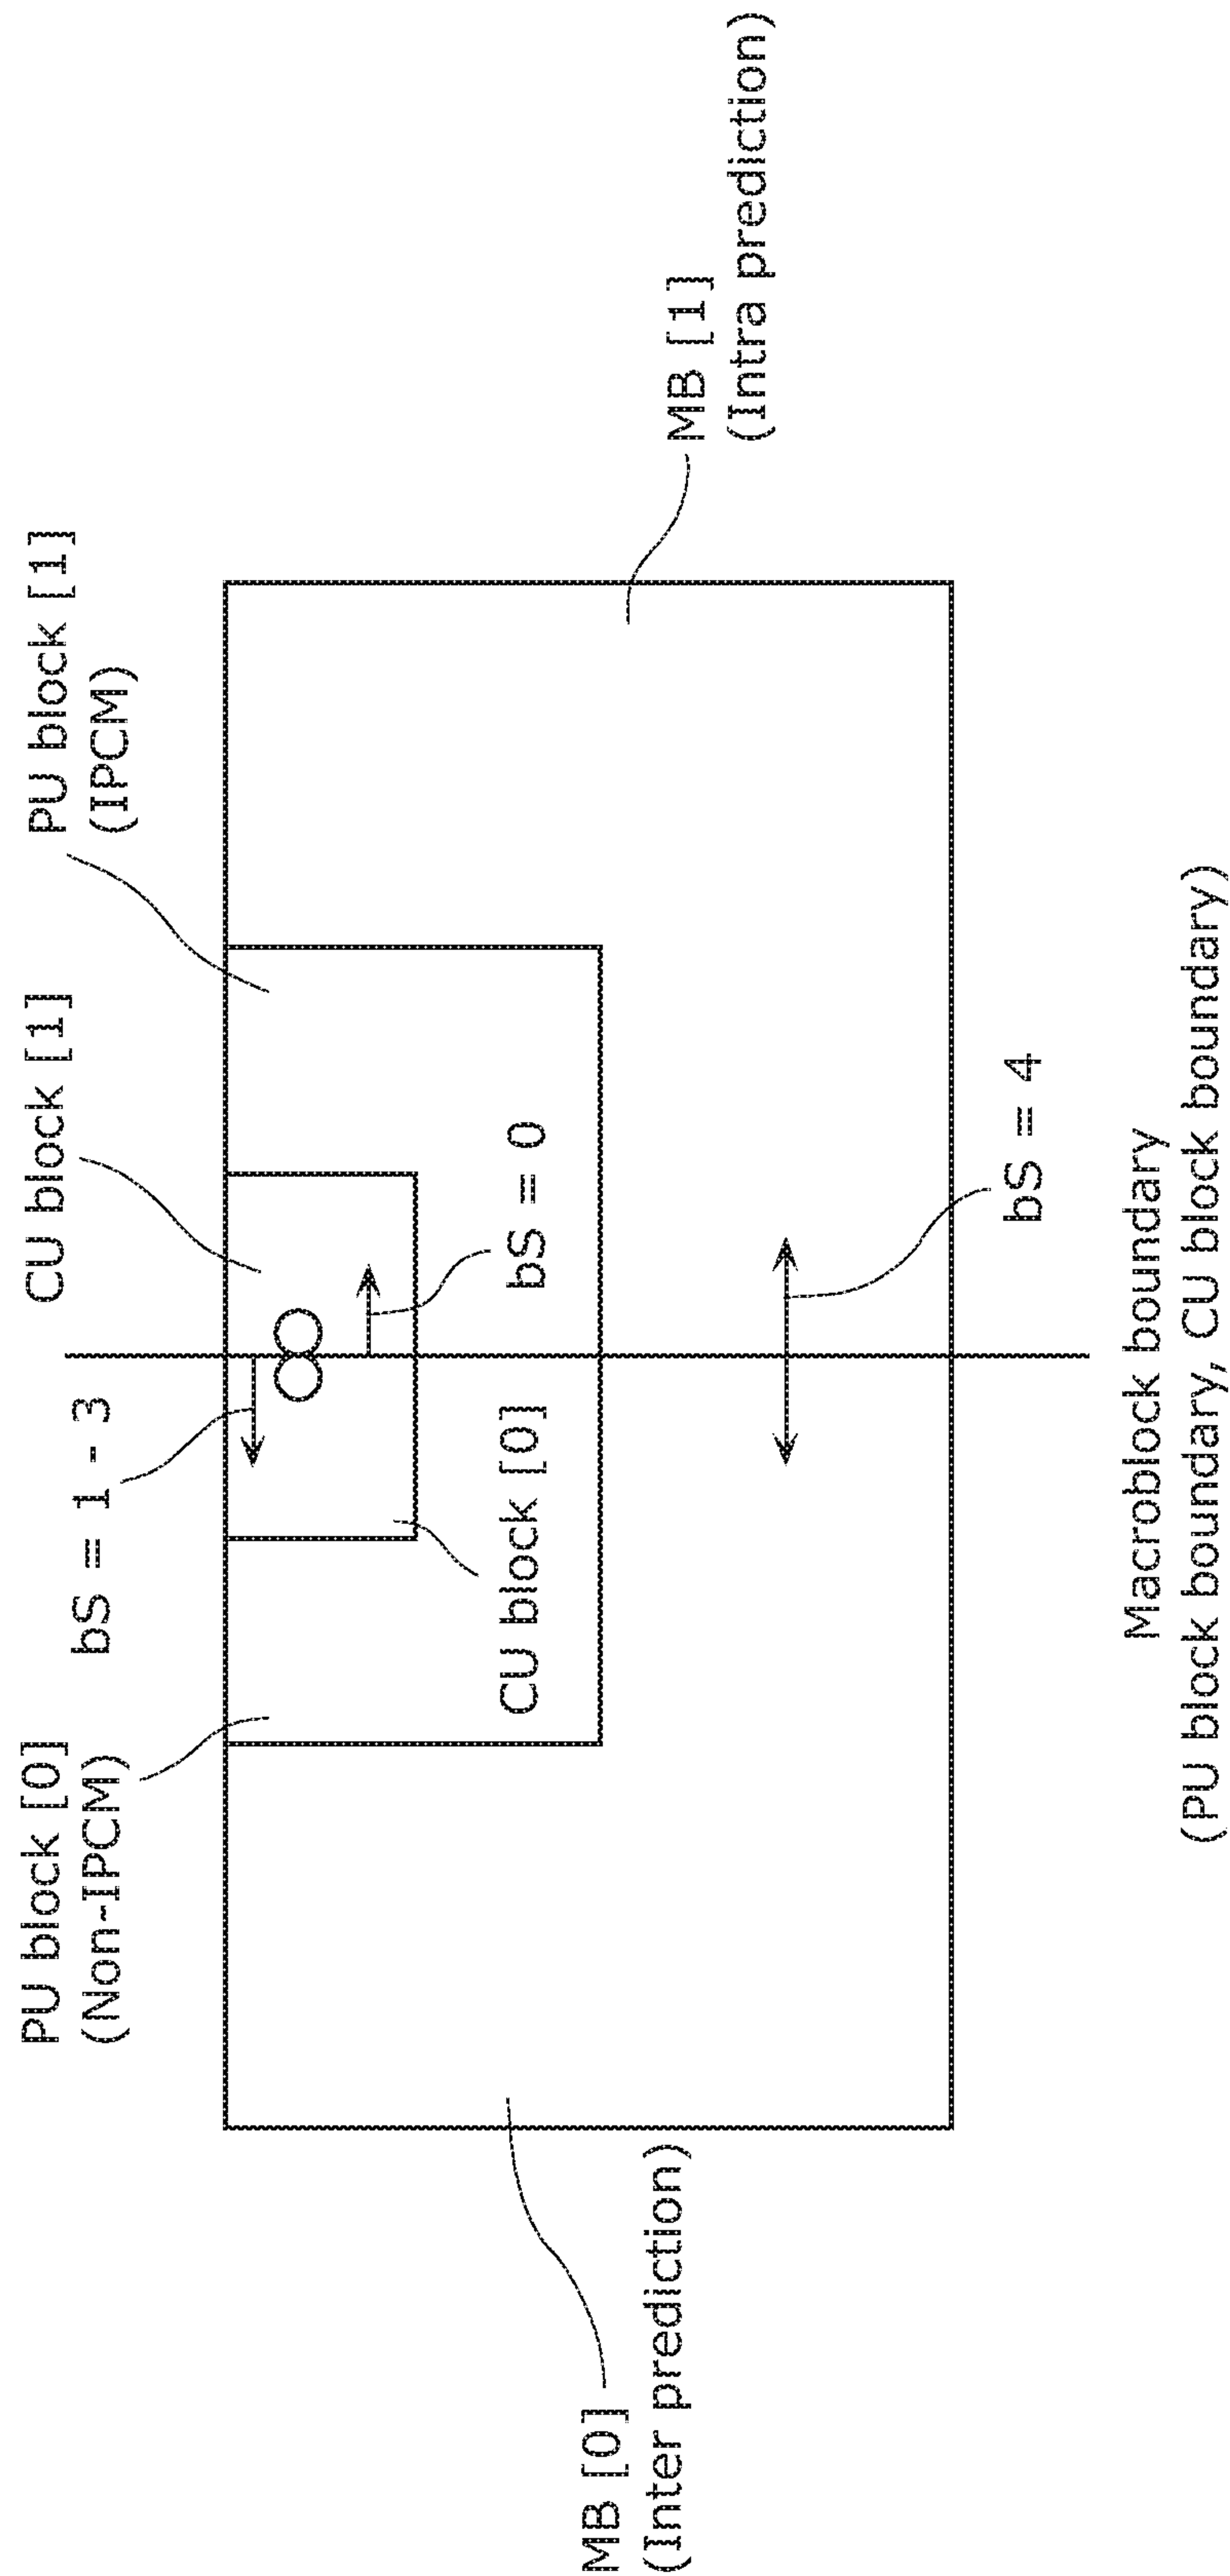 PU block [0]
(Non-IPCM)
bS = 1 - 3
CU block [1]
PU block [1]
(IPCM)
CU block [0]
bS = 0
MB [0]
(Inter prediction)
MB [1]
(Intra prediction)
bS = 4
Macroblock boundary
(PU block boundary, CU block boundary)